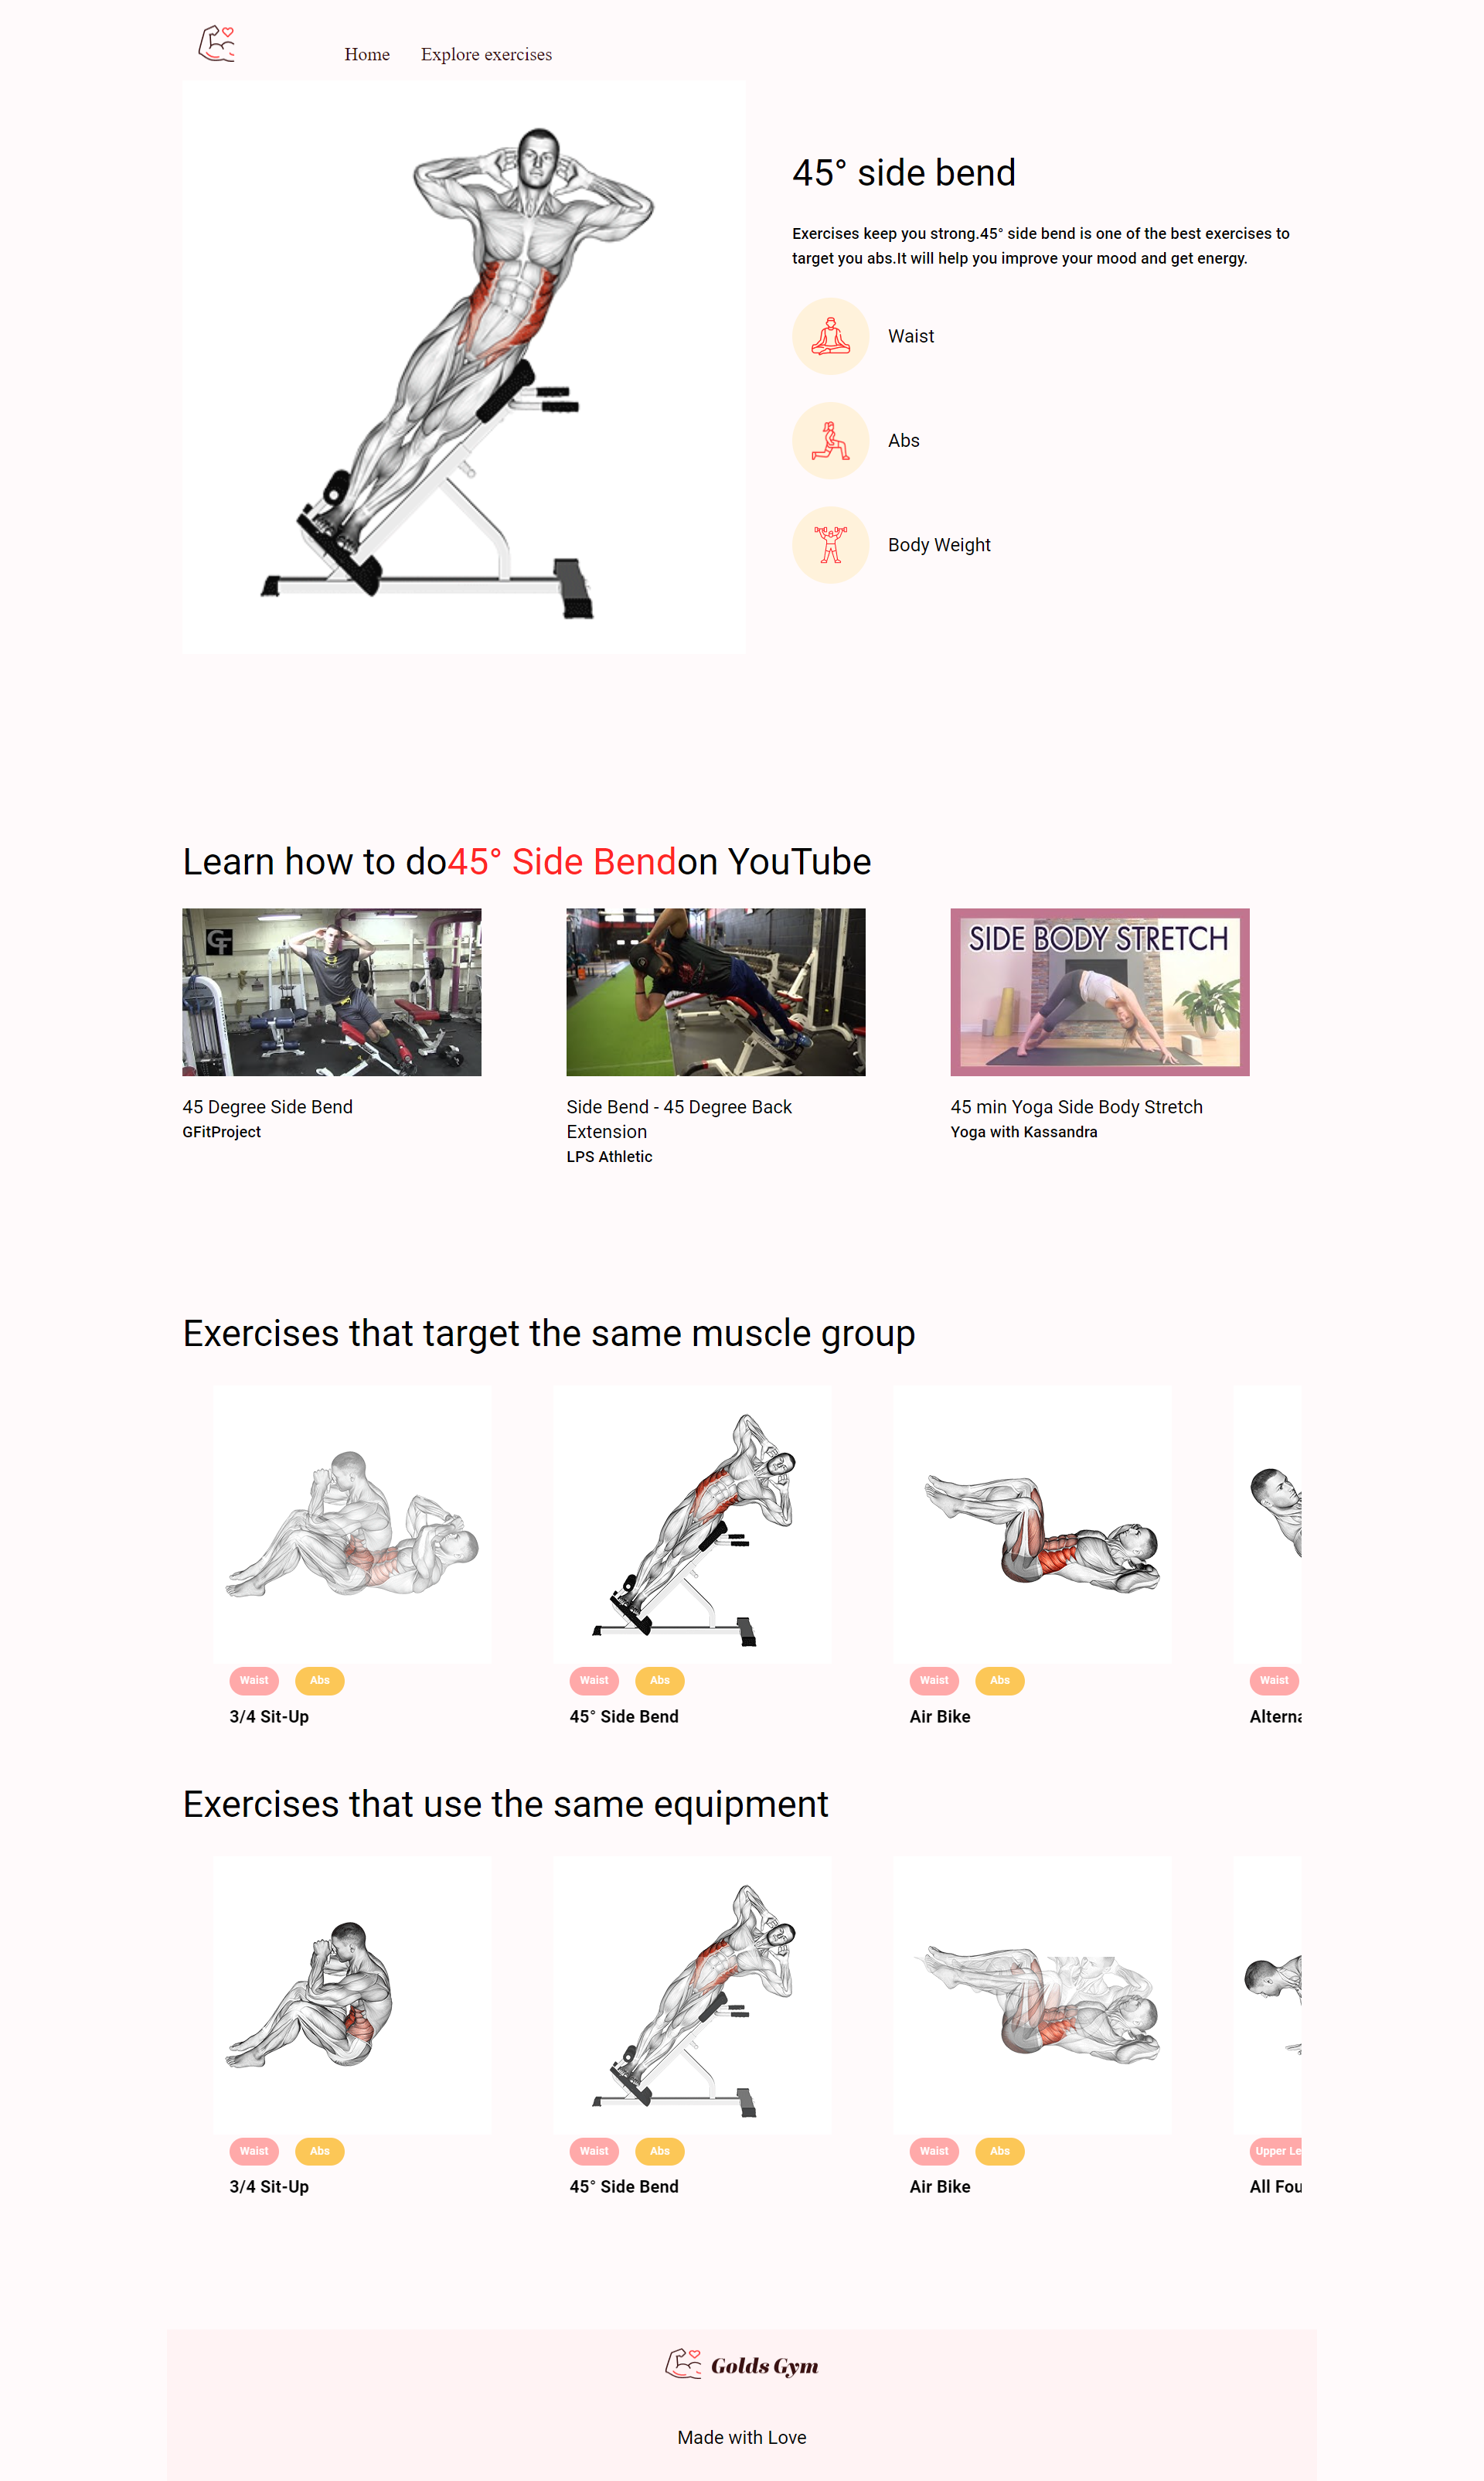 Home Explore exercises
45° side bend
Exercises keep you strong.45° side bend is one of the best exercises to
target you abs.It will help you improve your mood and get energy.
Waist
Abs
Body Weight
Learn how to do45° Side Bendon YouTube
GF
SIDE BODY STRETCH
45 Degree Side Bend
GFitProject
Side Bend - 45 Degree Back
Extension
LPS Athletic
45 min Yoga Side Body Stretch
Yoga with Kassandra
Exercises that target the same muscle group
Waist Abs
3/4 Sit-Up
Waist Abs
45° Side Bend
Waist Abs
Air Bike
Waist
Alterna
Exercises that use the same equipment
Waist Abs
3/4 Sit-Up
Waist Abs
45° Side Bend
Waist Abs
Air Bike
Upper Le
All Fou
Golds Gym
Made with Love